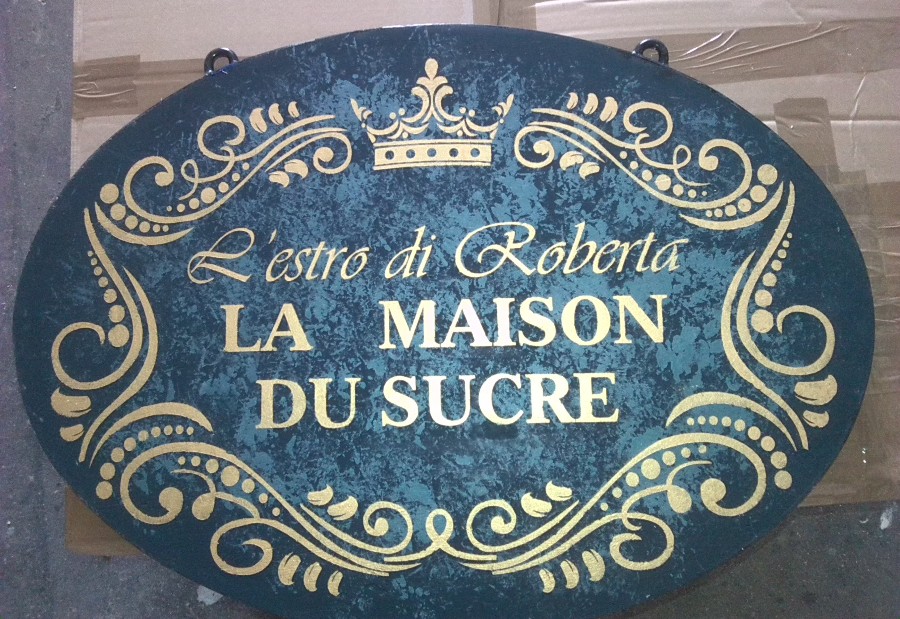 L'estro di Roberta
LA MAISON
DU SUCRE